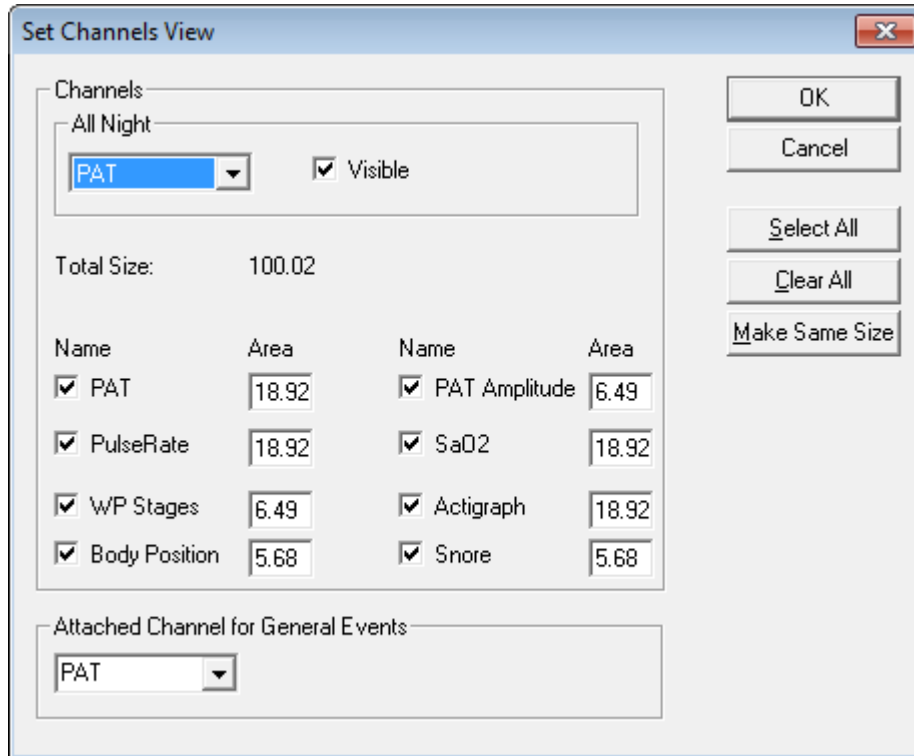 Set Channels View
Channels
OK
All Night
PAT
Visible
Cancel
Select All
Total Size: 100.02
Clear All
Make Same Size
Name Area Name Area
PAT 18.92 PAT Amplitude 6.49
PulseRate 18.92 SaO2 18.92
WP Stages 6.49 Actigraph 18.92
Body Position 5.68 Snore 5.68
Attached Channel for General Events
PAT